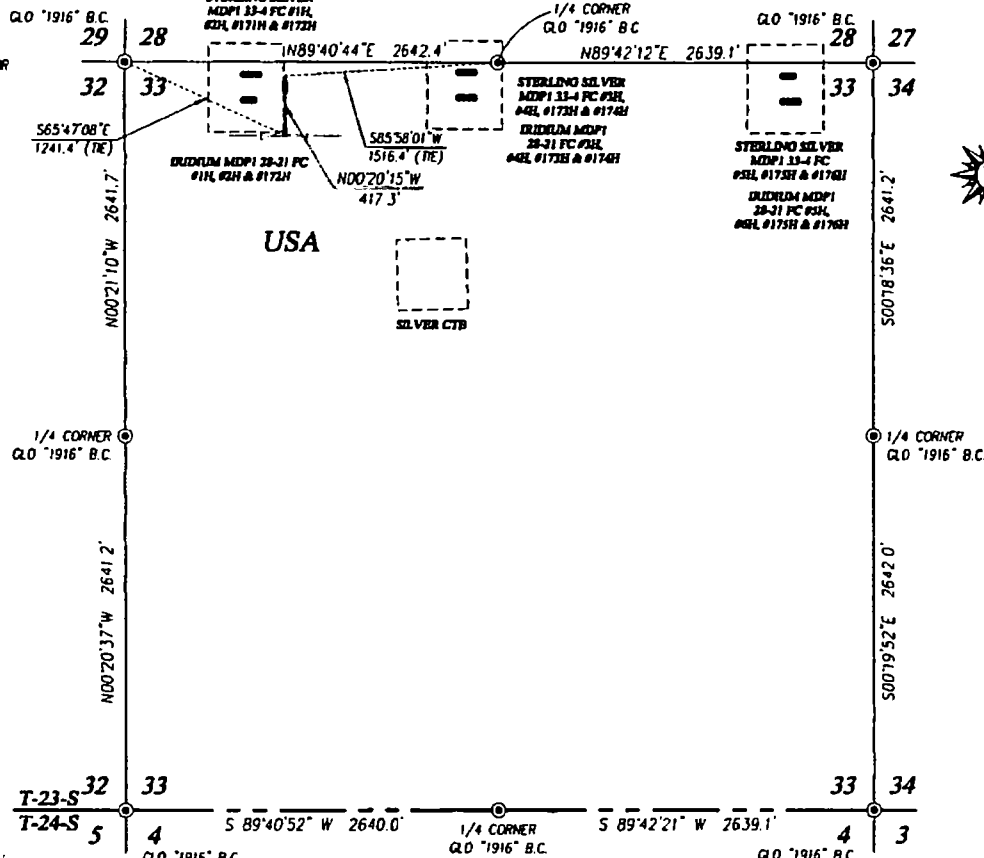 GLO "1916" B.C.
29 28
32 33
MDP1 33-4 FC #1H,
#2H, #171H & #172H
N89'40'44"E 2642.4'
1/4 CORNER
GLO "1916" B.C
N89'42'12"E 2639.1'
GLO "1916" B.C.
28 27
33 34
S65'47'08"E
1241.4' (TIE)
IRIDIUM MDP1 28-21 FC
#1H, #2H & #172H
S85'58'01"W
1516.4' (TIE)
N00'20'15"W
417.3'
STERLING SILVER
MDP1 33-4 FC #3H,
#4H, #173H & #174H
IRIDIUM MDP1
28-21 FC #3H,
#4H, #173H & #174H
STERLING SILVER
MDP1 33-4 FC
#5H, #175H & #176H
IRIDIUM MDP1
28-21 FC #5H,
#6H, #175H & #176H
N00'21'10"W 2641.7'
S00'18'36"E 2641.2'
USA
SILVER CTB
1/4 CORNER
GLO "1916" B.C.
1/4 CORNER
GLO "1916" B.C.
N00'20'37"W 2641.2'
S00'19'52"E 2642.0'
T-23-S 32 33
T-24-S 5 4
33 34
4 3
S 89'40'52" W 2640.0'
1/4 CORNER
GLO "1916" B.C.
S 89'42'21" W 2639.1'
GLO "1916" B.C.
GLO "1916" B.C.